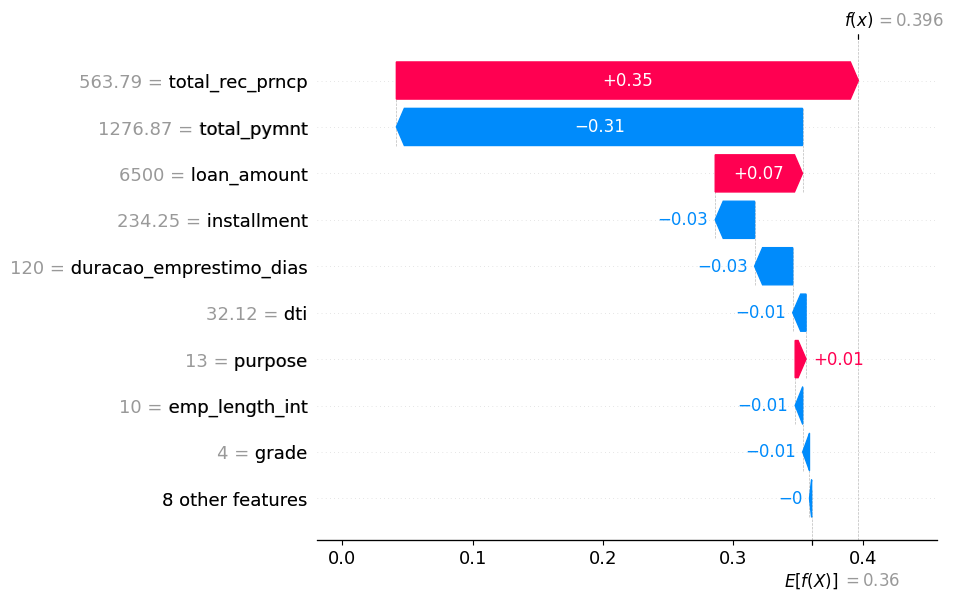 f(x) = 0.396
563.79 = total_rec_prncp
+0.35
1276.87 = total_pymnt
−0.31
6500 = loan_amount
+0.07
234.25 = installment
−0.03
120 = duracao_emprestimo_dias
−0.03
32.12 = dti
−0.01
13 = purpose
+0.01
10 = emp_length_int
−0.01
4 = grade
−0.01
8 other features
−0
0.0 0.1 0.2 0.3 0.4
E[f(X)] = 0.36